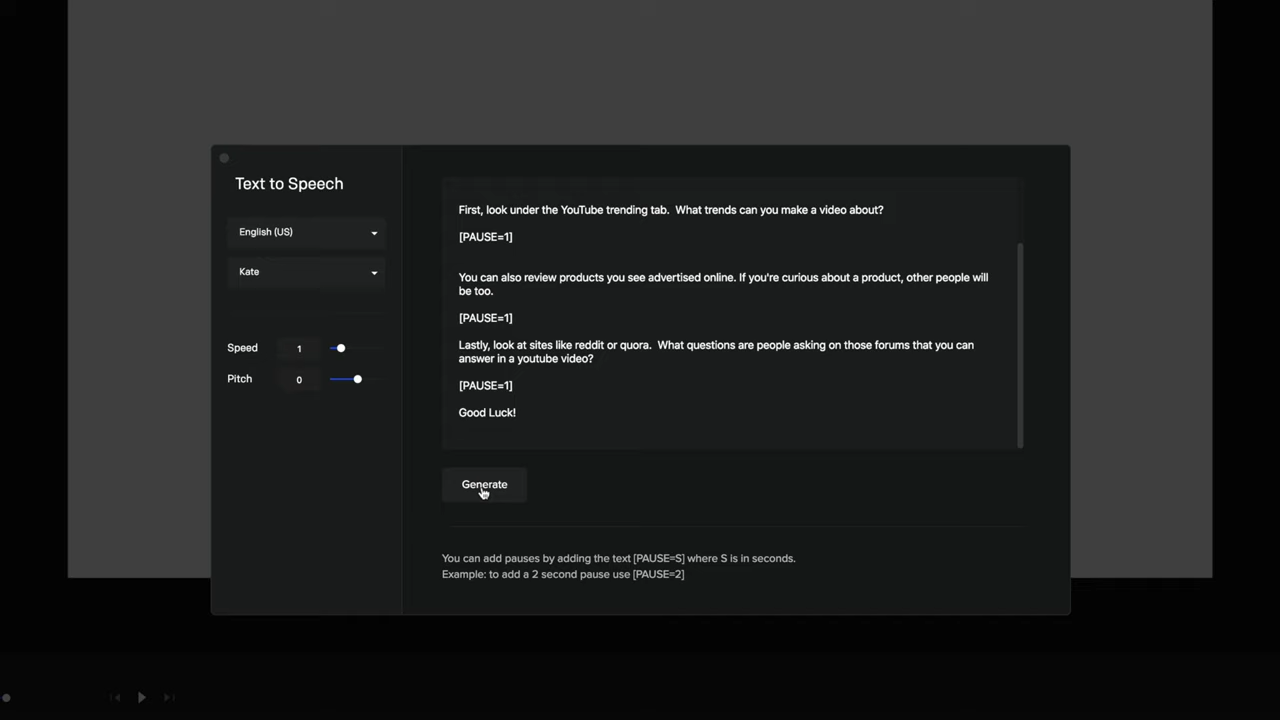 Text to Speech
English (US)
Kate
Speed 1
Pitch 0
First, look under the YouTube trending tab.  What trends can you make a video about?
[PAUSE=1]
You can also review products you see advertised online. If you're curious about a product, other people will
be too.
[PAUSE=1]
Lastly, look at sites like reddit or quora.  What questions are people asking on those forums that you can
answer in a youtube video?
[PAUSE=1]
Good Luck!
Generate
You can add pauses by adding the text [PAUSE=S] where S is in seconds.
Example: to add a 2 second pause use [PAUSE=2]